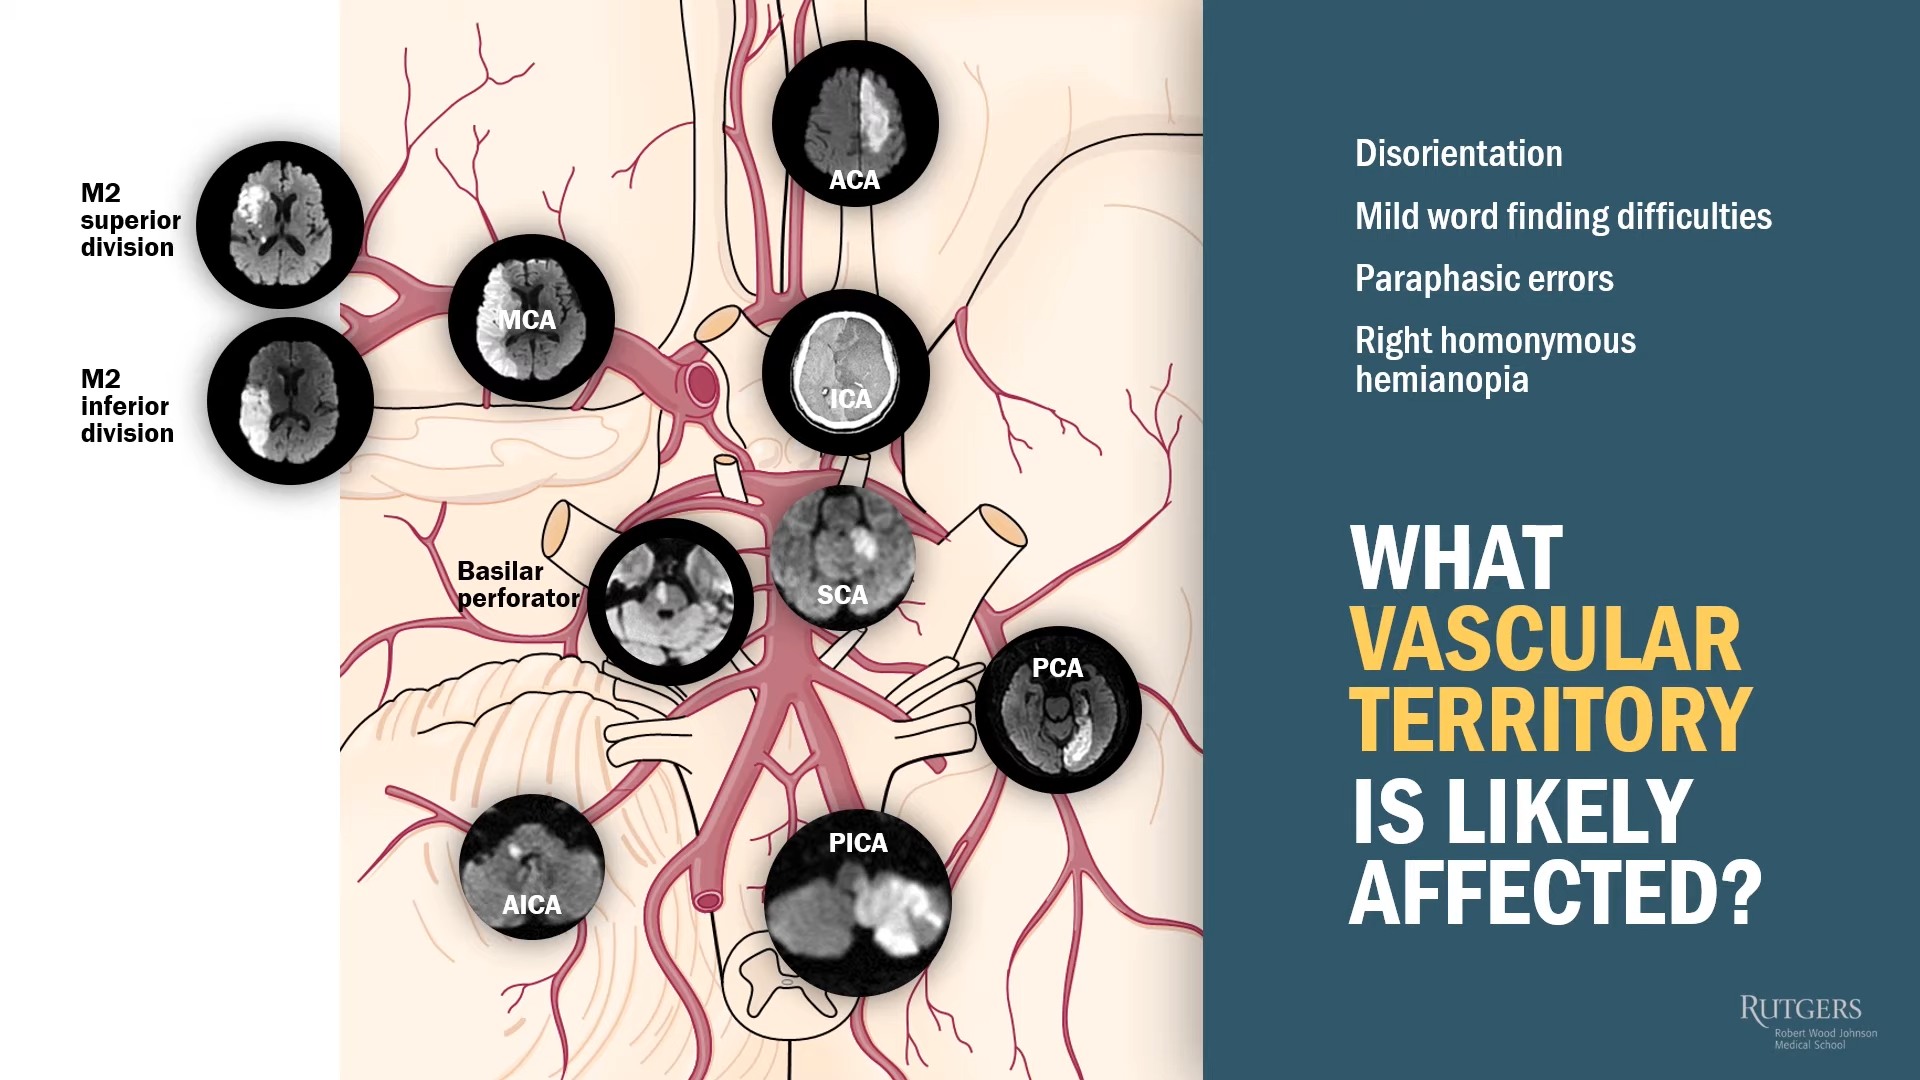 M2
superior
division
M2
inferior
division
MCA
ACA
ICA
Basilar
perforator
SCA
PCA
AICA
PICA
Disorientation
Mild word finding difficulties
Paraphasic errors
Right homonymous
hemianopia
WHAT
VASCULAR
TERRITORY
IS LIKELY
AFFECTED?
RUTGERS
Robert Wood Johnson
Medical School